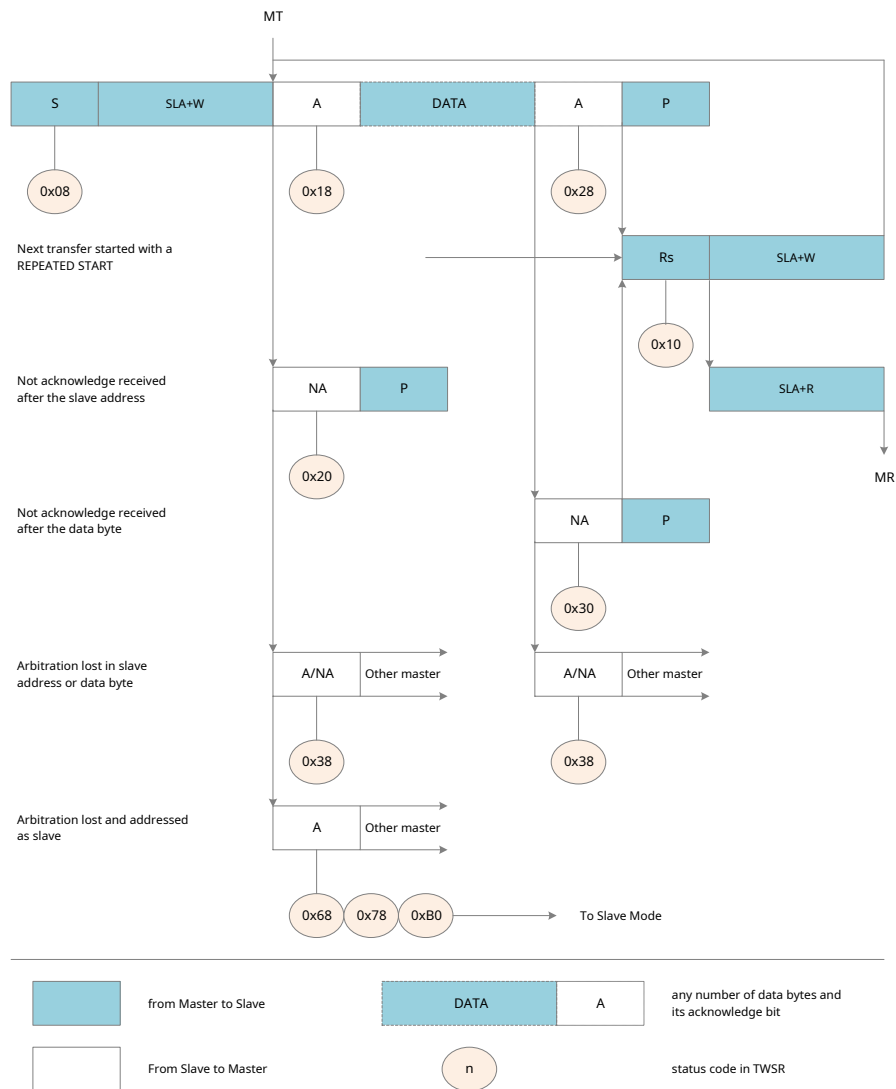 MT
S
SLA+W
A
DATA
A
P
0x08
0x18
0x28
Next transfer started with a
REPEATED START
Rs
SLA+W
0x10
Not acknowledge received
after the slave address
NA
P
SLA+R
0x20
MR
Not acknowledge received
after the data byte
NA
P
0x30
Arbitration lost in slave
address or data byte
A/NA
Other master
A/NA
Other master
0x38
0x38
Arbitration lost and addressed
as slave
A
Other master
0x68
0x78
0xB0
To Slave Mode
from Master to Slave
DATA
A
any number of data bytes and
its acknowledge bit
From Slave to Master
n
status code in TWSR